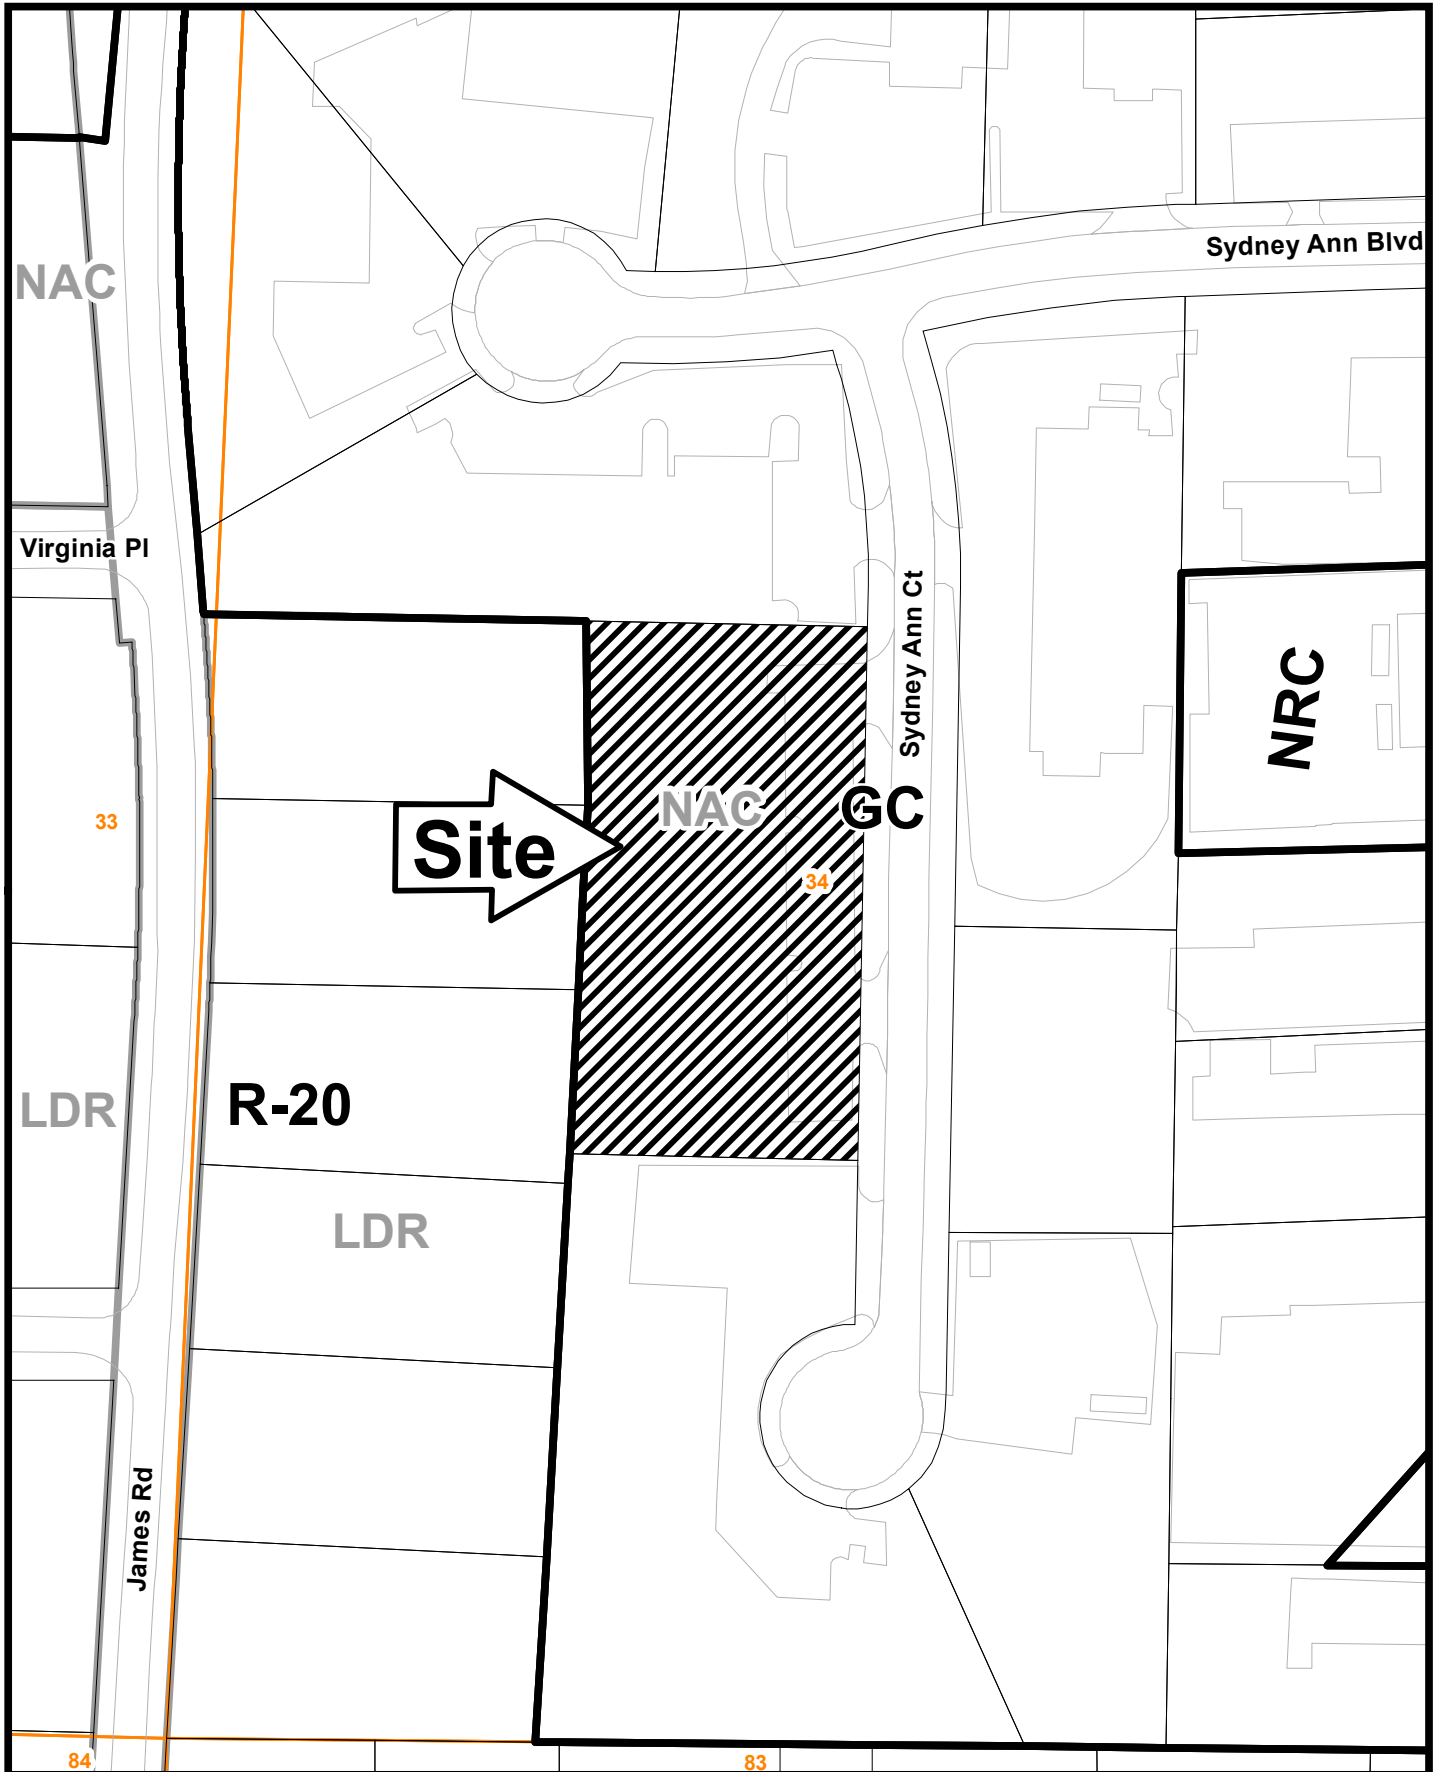 Sydney Ann Blvd
NAC
Virginia Pl
Sydney Ann Ct
NRC
NAC
GC
33
Site
34
R-20
LDR
LDR
James Rd
84
83